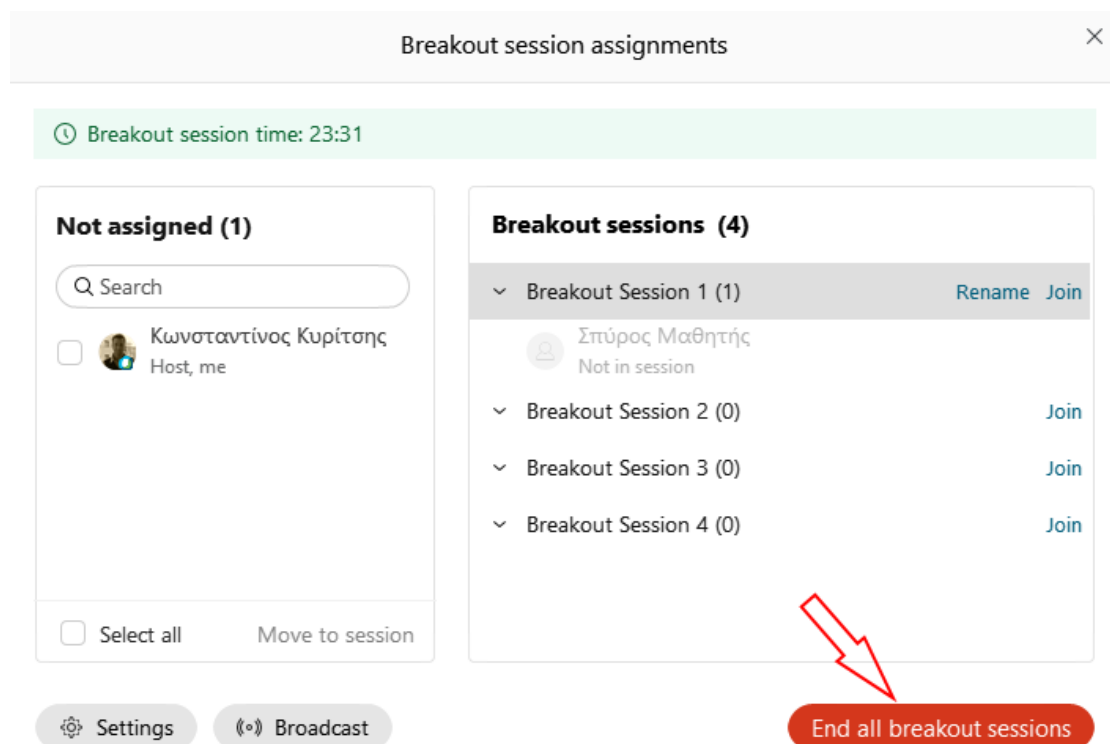 Breakout session assignments
Breakout session time: 23:31
Not assigned (1)
Search
Κωνσταντίνος Κυρίτσης
Host, me
Select all
Move to session
Breakout sessions (4)
Breakout Session 1 (1)
Rename
Join
Σπύρος Μαθητής
Not in session
Breakout Session 2 (0)
Join
Breakout Session 3 (0)
Join
Breakout Session 4 (0)
Join
Settings
Broadcast
End all breakout sessions